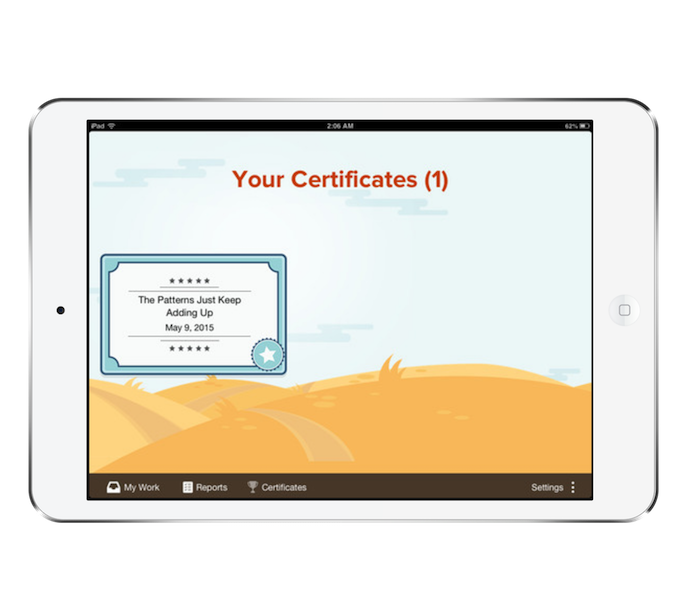 iPad 2:06 AM 62%
Your Certificates (1)
The Patterns Just Keep
Adding Up
May 9, 2015
My Work Reports Certificates Settings